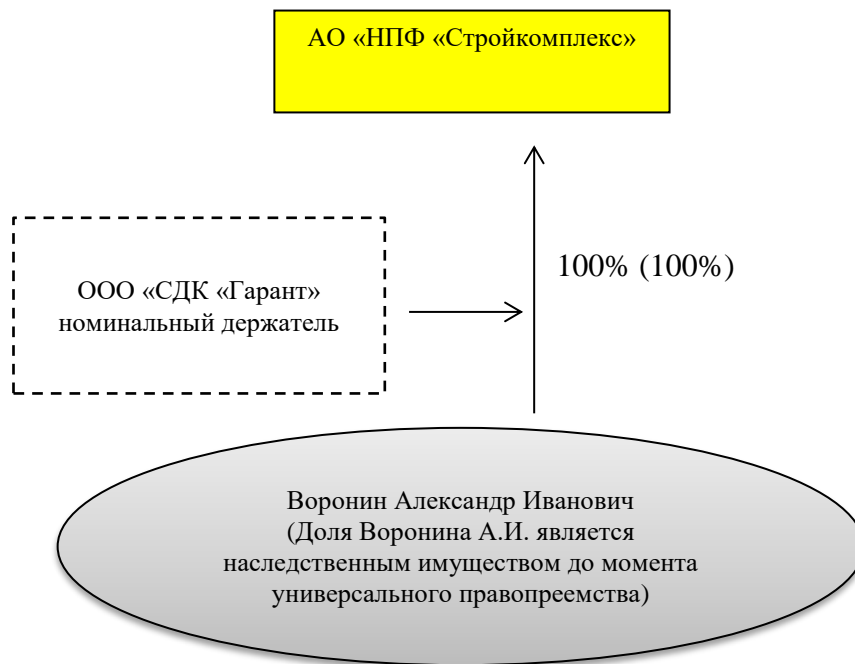 АО «НПФ «Стройкомплекс»
ООО «СДК «Гарант»
номинальный держатель
100% (100%)
Воронин Александр Иванович
(Доля Воронина А.И. является
наследственным имуществом до момента
универсального правопреемства)